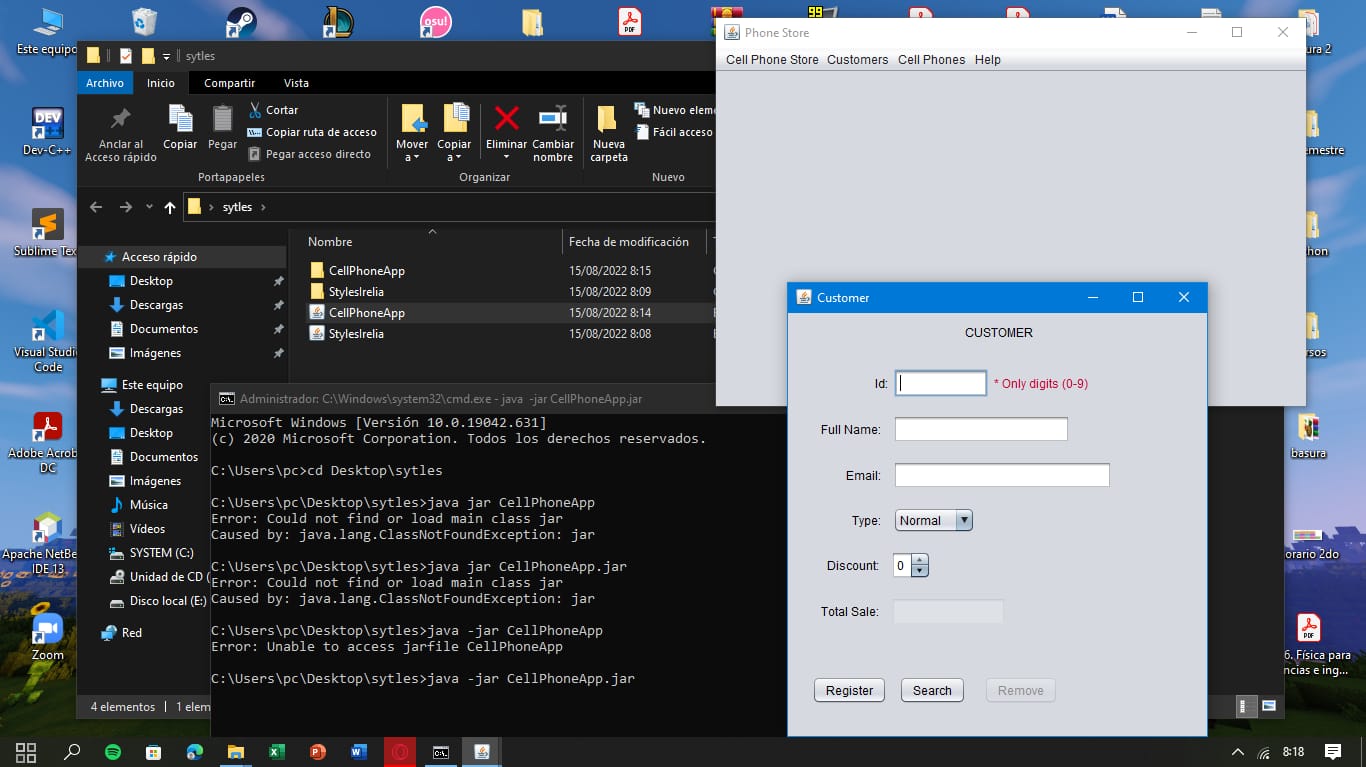 Este equipo
Dev-C++
Sublime Tex
Visual Studi
Code
Adobe Acrob
DC
Apache NetBe
IDE 13
Zoom
osu!
PDF
99
PDF
PDF
sytles
Archivo
Inicio
Compartir
Vista
Anclar al
Acceso rápido
Copiar
Pegar
Cortar
Copiar ruta de acceso
Pegar acceso directo
Portapapeles
Mover
a
Copiar
a
Eliminar
Cambiar
nombre
Organizar
Nueva
carpeta
Nuevo eleme
Fácil acceso
Nuevo
sytles
Nombre
Fecha de modificación
Acceso rápido
Desktop
Descargas
Documentos
Imágenes
Este equipo
Descargas
Desktop
Documentos
Imágenes
Música
Vídeos
SYSTEM (C:)
Unidad de CD (
Disco local (E:)
Red
CellPhoneApp 15/08/2022 8:15
StylesIrelia 15/08/2022 8:09
CellPhoneApp 15/08/2022 8:14
StylesIrelia 15/08/2022 8:08
4 elementos
1 elem
Administrador: C:\Windows\system32\cmd.exe - java -jar CellPhoneApp.jar
Microsoft Windows [Versión 10.0.19042.631]
(c) 2020 Microsoft Corporation. Todos los derechos reservados.
C:\Users\pc>cd Desktop\sytles
C:\Users\pc\Desktop\sytles>java jar CellPhoneApp
Error: Could not find or load main class jar
Caused by: java.lang.ClassNotFoundException: jar
C:\Users\pc\Desktop\sytles>java jar CellPhoneApp.jar
Error: Could not find or load main class jar
Caused by: java.lang.ClassNotFoundException: jar
C:\Users\pc\Desktop\sytles>java -jar CellPhoneApp
Error: Unable to access jarfile CellPhoneApp
C:\Users\pc\Desktop\sytles>java -jar CellPhoneApp.jar
Phone Store
Cell Phone Store Customers Cell Phones Help
Customer
CUSTOMER
Id: * Only digits (0-9)
Full Name:
Email:
Type: Normal
Discount: 0
Total Sale:
Register
Search
Remove
ura 2
emestre
hon
rsos
basura
orario 2do
PDF
6. Física para
ncias e ing...
8:18